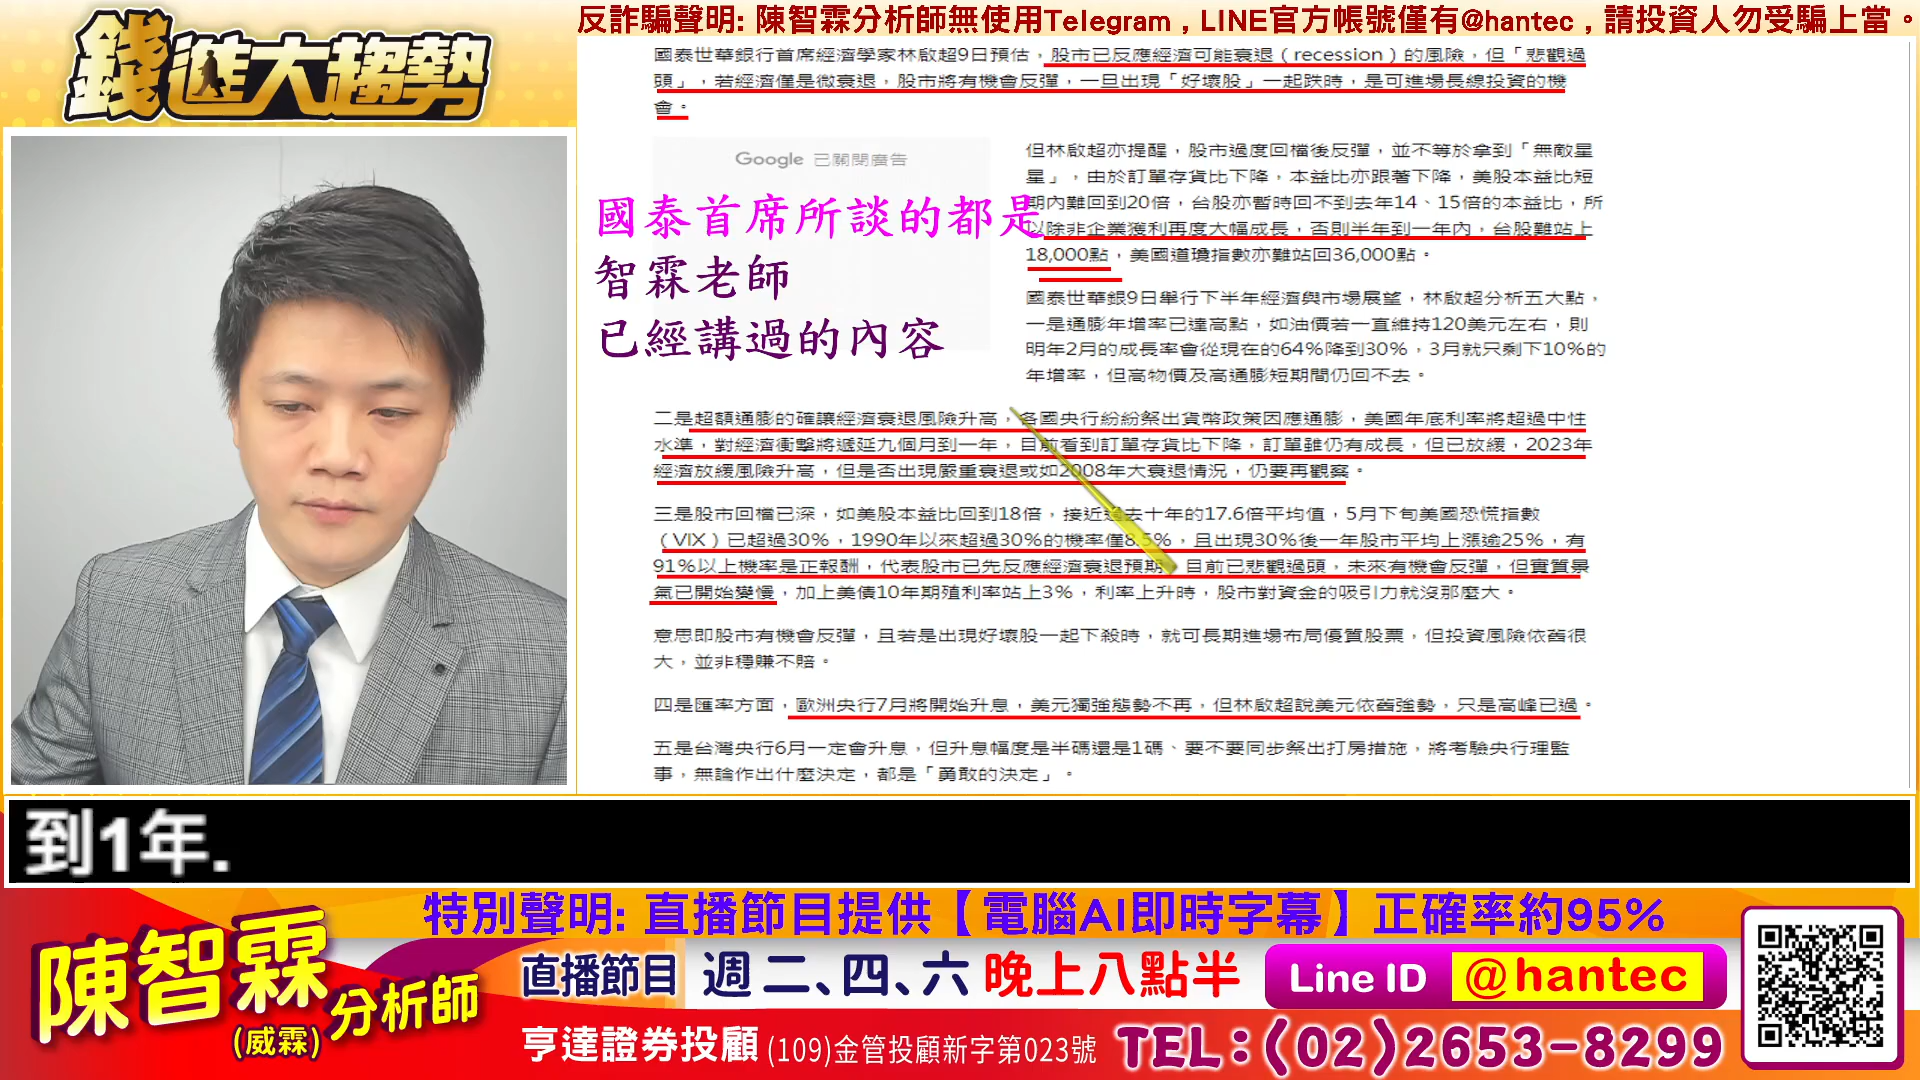 反詐騙聲明: 陳智霖分析師無使用Telegram , LINE官方帳號僅有@hantec , 請投資人勿受騙上當。
錢進大趨勢
國泰世華銀行首席經濟學家林啟超9日預估，股市已反應經濟可能衰退（recession）的風險，但「悲觀過
頭」，若經濟僅是微衰退，股市將有機會反彈，一旦出現「好壞股」一起跌時，是可進場長線投資的機
會。
Google 已關閉廣告
國泰首席所談的都是
智霖老師
已經講過的內容
但林啟超亦提醒，股市過度回檔後反彈，並不等於拿到「無敵星
星」，由於訂單存貨比下降，本益比亦跟著下降，美股本益比短
期內難回到20倍，台股亦暫時回不到去年14、15倍的本益比，所
以除非企業獲利再度大幅成長，否則半年到一年內，台股難站上
18,000點，美國道瓊指數亦難站回36,000點。
國泰世華銀9日舉行下半年經濟與市場展望，林啟超分析五大點，
一是通膨年增率已達高點，如油價若一直維持120美元左右，則
明年2月的成長率會從現在的64%降到30%，3月就只剩下10%的
年增率，但高物價及高通膨短期間仍回不去。
二是超額通膨的確讓經濟衰退風險升高，各國央行紛紛祭出貨幣政策因應通膨，美國年底利率將超過中性
水準，對經濟衝擊將遞延九個月到一年，目前看到訂單存貨比下降，訂單雖仍有成長，但已放緩，2023年
經濟放緩風險升高，但是否出現嚴重衰退或如2008年大衰退情況，仍要再觀察。
三是股市回檔已深，如美股本益比回到18倍，接近過去十年的17.6倍平均值，5月下旬美國恐慌指數
（VIX）已超過30%，1990年以來超過30%的機率僅8.5%，且出現30%後一年股市平均上漲逾25%，有
91%以上機率是正報酬，代表股市已先反應經濟衰退預期，目前已悲觀過頭，未來有機會反彈，但實質景
氣已開始變慢，加上美債10年期殖利率站上3%，利率上升時，股市對資金的吸引力就沒那麼大。
意思即股市有機會反彈，且若是出現好壞股一起下殺時，就可長期進場布局優質股票，但投資風險依舊很
大，並非穩賺不賠。
四是匯率方面，歐洲央行7月將開始升息，美元獨強態勢不再，但林啟超說美元依舊強勢，只是高峰已過。
五是台灣央行6月一定會升息，但升息幅度是半碼還是1碼、要不要同步祭出打房措施，將考驗央行理監
事，無論作出什麼決定，都是「勇敢的決定」。
到1年.
特別聲明: 直播節目提供【電腦AI即時字幕】正確率約95%
陳智霖分析師
(威霖)
直播節目 週二、四、六 晚上八點半
Line ID @hantec
亨達證券投顧 (109)金管投顧新字第023號 TEL:(02)2653-8299